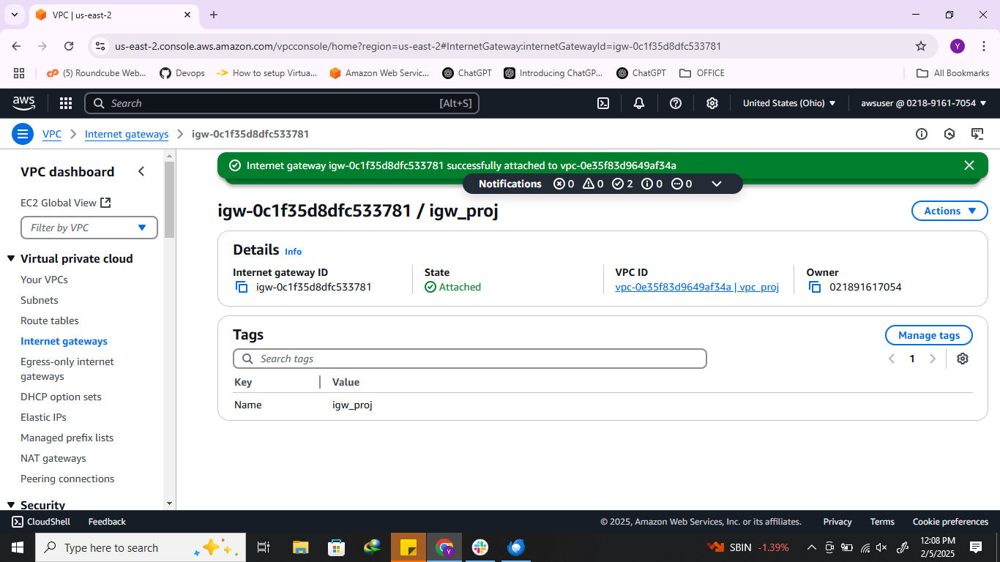 VPC | us-east-2
us-east-2.console.aws.amazon.com/vpcconsole/home?region=us-east-2#InternetGateway:internetGatewayId=igw-0c1f35d8dfc533781
Y
(5) Roundcube Web...
Devops
How to setup Virtua...
Amazon Web Servic...
ChatGPT
Introducing ChatGP...
ChatGPT
OFFICE
All Bookmarks
aws
Search
[Alt+S]
United States (Ohio)
awsuser @ 0218-9161-7054
VPC
Internet gateways
igw-0c1f35d8dfc533781
VPC dashboard
EC2 Global View
Filter by VPC
Virtual private cloud
Your VPCs
Subnets
Route tables
Internet gateways
Egress-only internet
gateways
DHCP option sets
Elastic IPs
Managed prefix lists
NAT gateways
Peering connections
Security
Internet gateway igw-0c1f35d8dfc533781 successfully attached to vpc-0e35f83d9649af34a
Notifications 0 0 2 0 0
igw-0c1f35d8dfc533781 / igw_proj
Actions
Details Info
Internet gateway ID
igw-0c1f35d8dfc533781
State
Attached
VPC ID
vpc-0e35f83d9649af34a | vpc_proj
Owner
021891617054
Tags
Manage tags
Search tags
1
Key Value
Name igw_proj
CloudShell Feedback
© 2025, Amazon Web Services, Inc. or its affiliates. Privacy Terms Cookie preferences
Type here to search
SBIN -1.39%
12:08 PM
2/5/2025